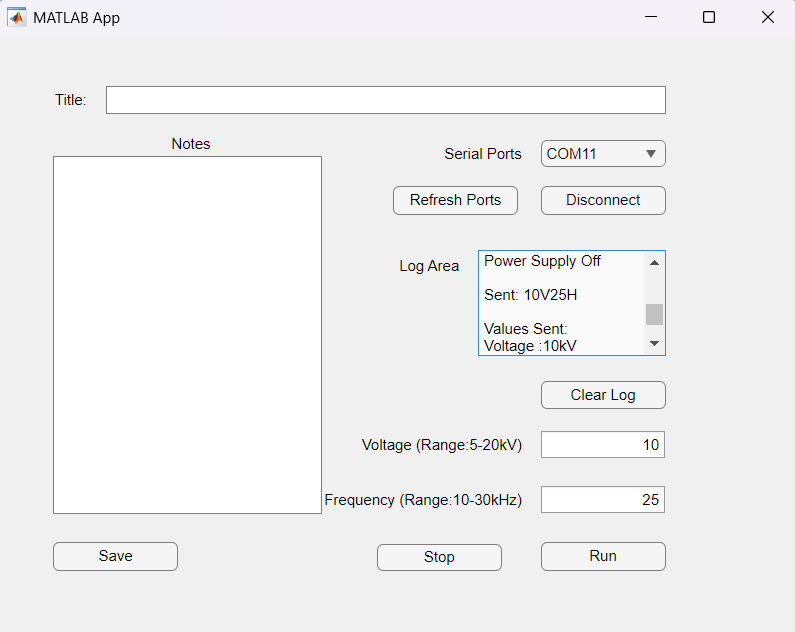 MATLAB App
Title:
Notes
Serial Ports COM11
Refresh Ports Disconnect
Log Area
Power Supply Off
Sent: 10V25H
Values Sent:
Voltage :10kV
Clear Log
Voltage (Range:5-20kV) 10
Frequency (Range:10-30kHz) 25
Save Stop Run